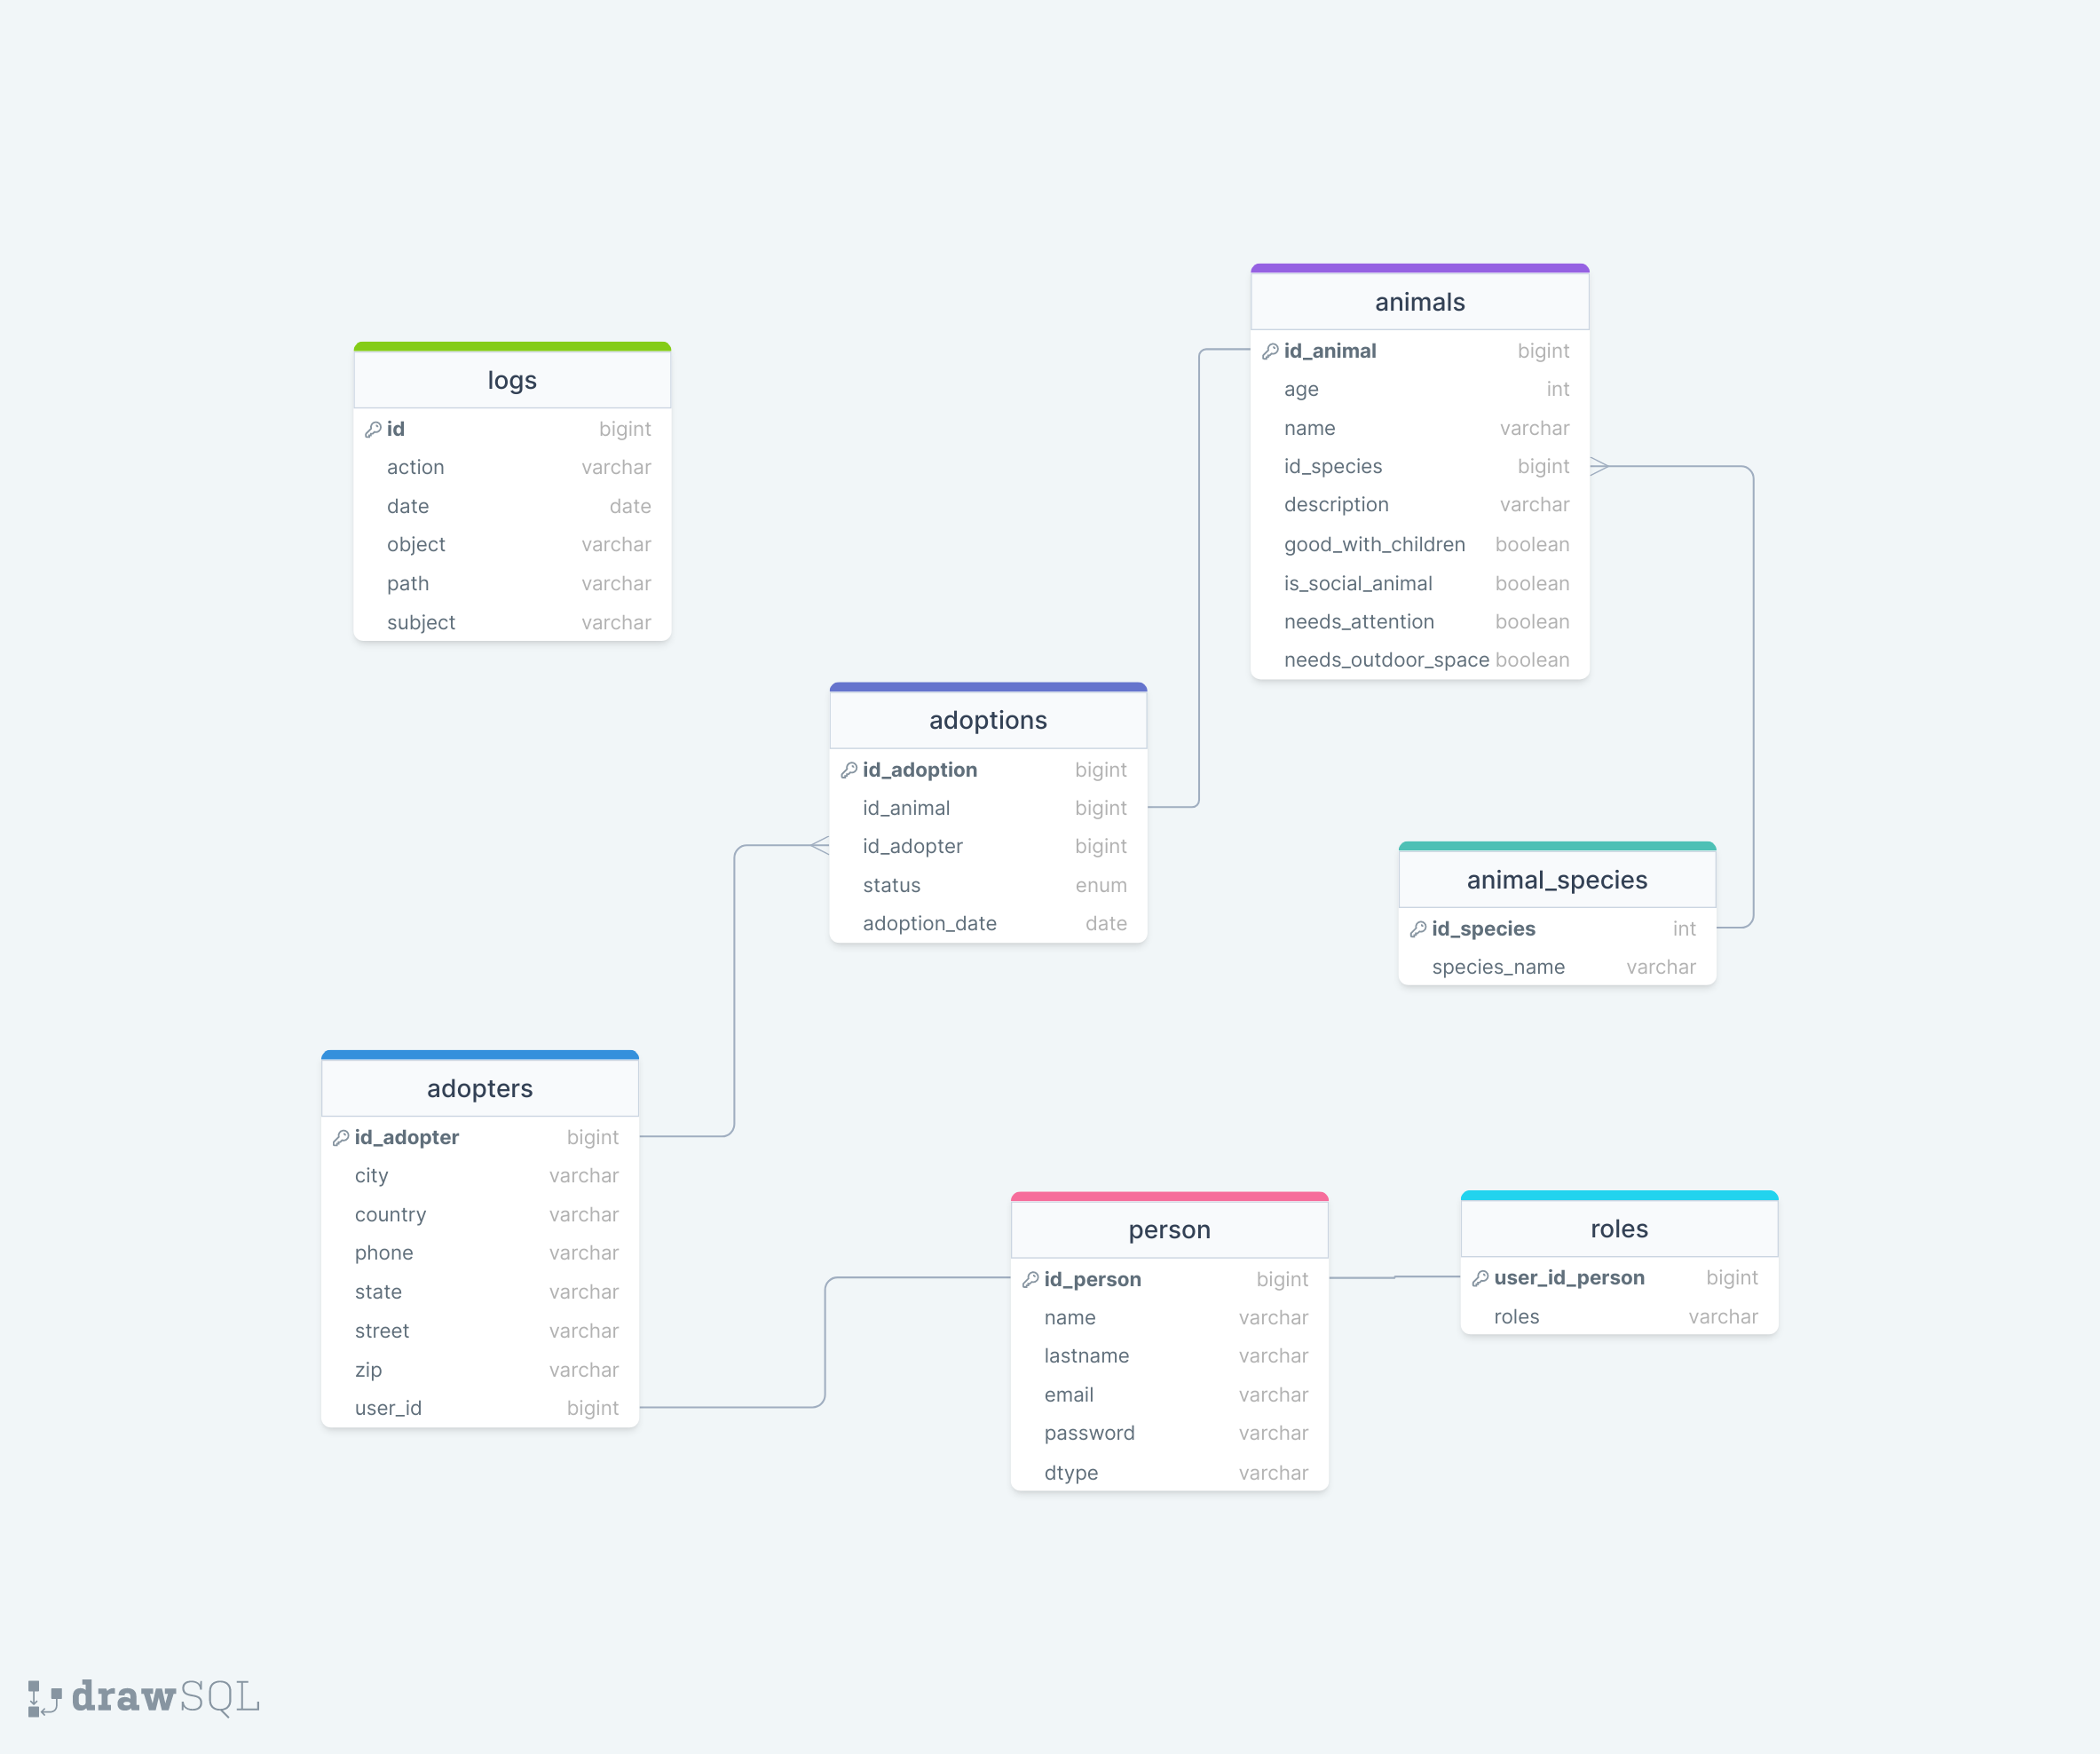 logs
id bigint
action varchar
date date
object varchar
path varchar
subject varchar
animals
id_animal bigint
age int
name varchar
id_species bigint
description varchar
good_with_children boolean
is_social_animal boolean
needs_attention boolean
needs_outdoor_space boolean
adoptions
id_adoption bigint
id_animal bigint
id_adopter bigint
status enum
adoption_date date
animal_species
id_species int
species_name varchar
adopters
id_adopter bigint
city varchar
country varchar
phone varchar
state varchar
street varchar
zip varchar
user_id bigint
person
id_person bigint
name varchar
lastname varchar
email varchar
password varchar
dtype varchar
roles
user_id_person bigint
roles varchar
drawSQL